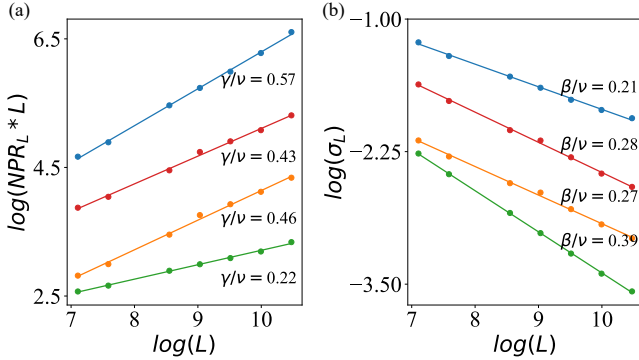 (a)
6.5
4.5
2.5
log(NPR_L * L)
γ/ν = 0.57
γ/ν = 0.43
γ/ν = 0.46
γ/ν = 0.22
7 8 9 10
log(L)
(b)
−1.00
−2.25
−3.50
log(σ_L)
β/ν = 0.21
β/ν = 0.28
β/ν = 0.27
β/ν = 0.39
7 8 9 10
log(L)